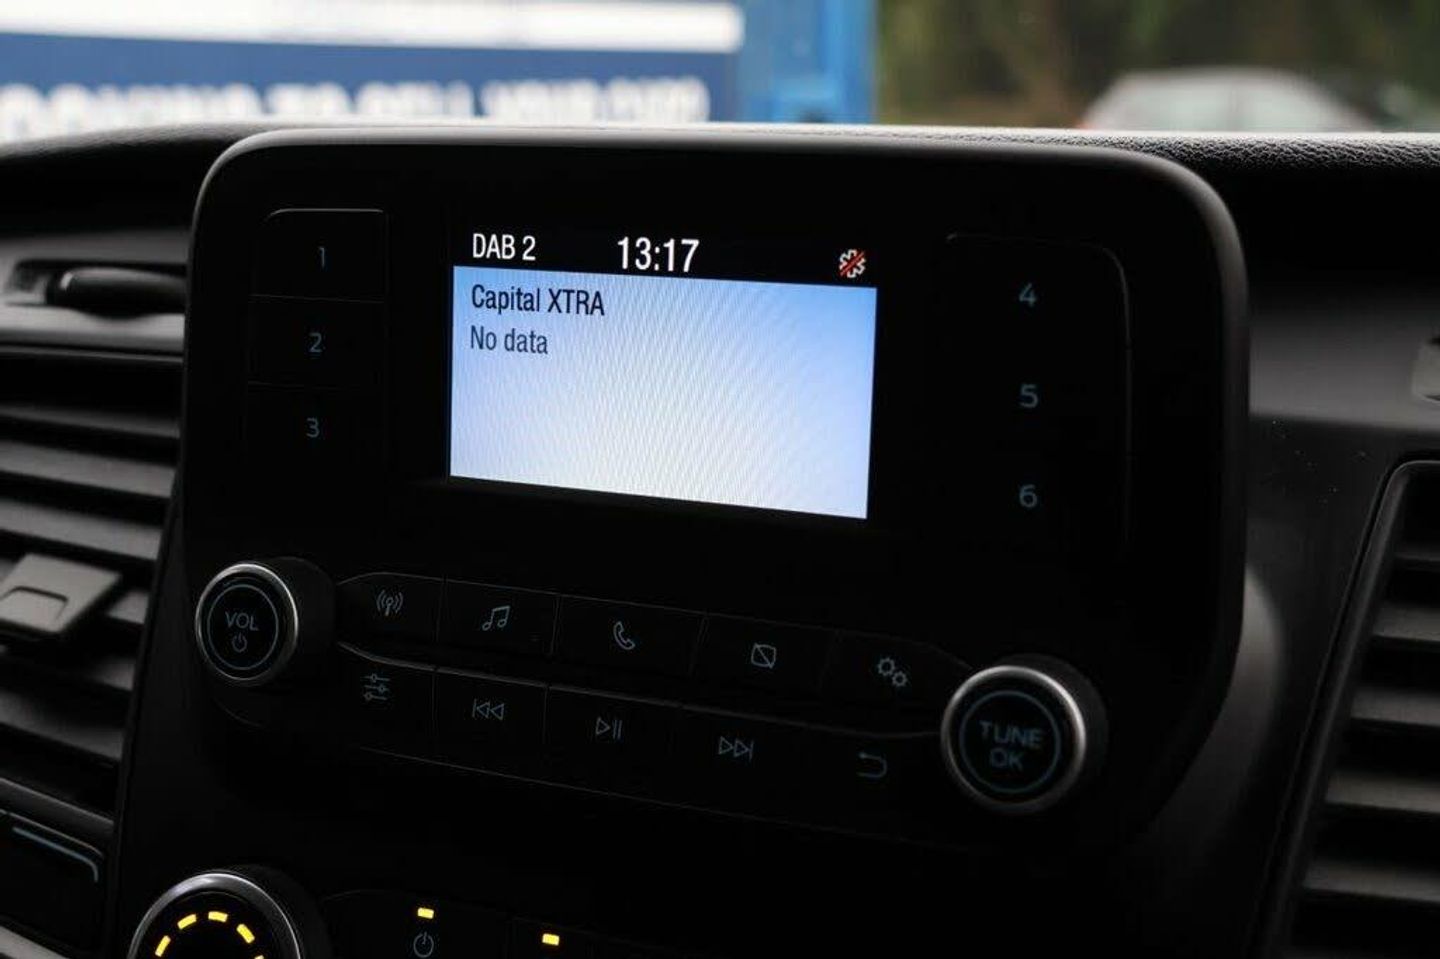 DAB 2 13:17
Capital XTRA
No data
1
2
3
4
5
6
VOL
TUNE
OK